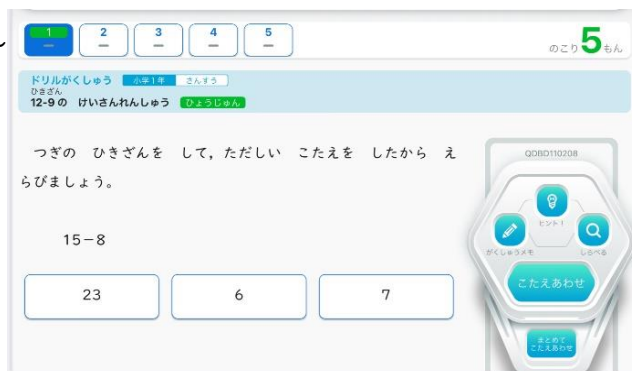 1
2
3
4
5
のこり5もん
ドリルがくしゅう 小学1年 さんすう
ひきざん
12-9の けいさんれんしゅう ひょうじゅん
つぎの ひきざんを して，ただしい こたえを したから え
らびましょう。
QDBD110208
ヒント1
がくしゅうメモ
しらべる
15−8
こたえあわせ
23
6
7
まとめて
こたえあわせ